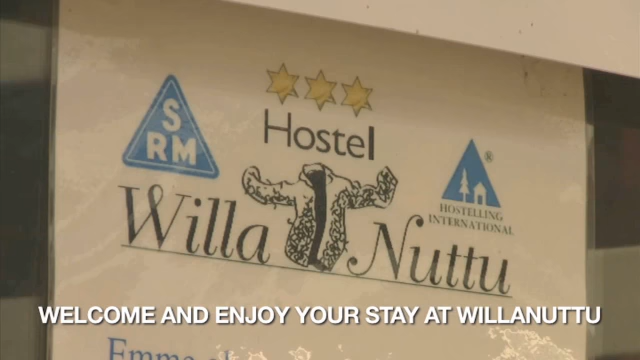 Hostel
S
RM
®
HOSTELLING
INTERNATIONAL
Willa Nuttu
WELCOME AND ENJOY YOUR STAY AT WILLANUTTU